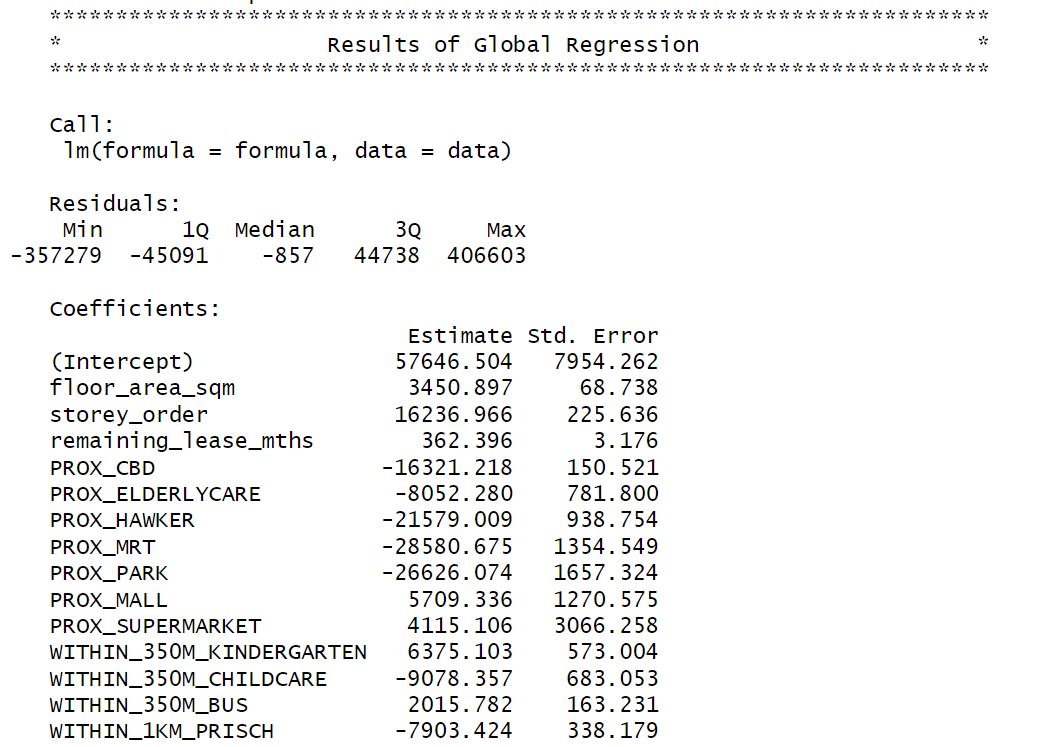 ***********************************************************************
* Results of Global Regression *
***********************************************************************
Call:
lm(formula = formula, data = data)
Residuals:
Min 1Q Median 3Q Max
-357279 -45091 -857 44738 406603
Coefficients:
Estimate Std. Error
(Intercept) 57646.504 7954.262
floor_area_sqm 3450.897 68.738
storey_order 16236.966 225.636
remaining_lease_mths 362.396 3.176
PROX_CBD -16321.218 150.521
PROX_ELDERLYCARE -8052.280 781.800
PROX_HAWKER -21579.009 938.754
PROX_MRT -28580.675 1354.549
PROX_PARK -26626.074 1657.324
PROX_MALL 5709.336 1270.575
PROX_SUPERMARKET 4115.106 3066.258
WITHIN_350M_KINDERGARTEN 6375.103 573.004
WITHIN_350M_CHILDCARE -9078.357 683.053
WITHIN_350M_BUS 2015.782 163.231
WITHIN_1KM_PRISCH -7903.424 338.179